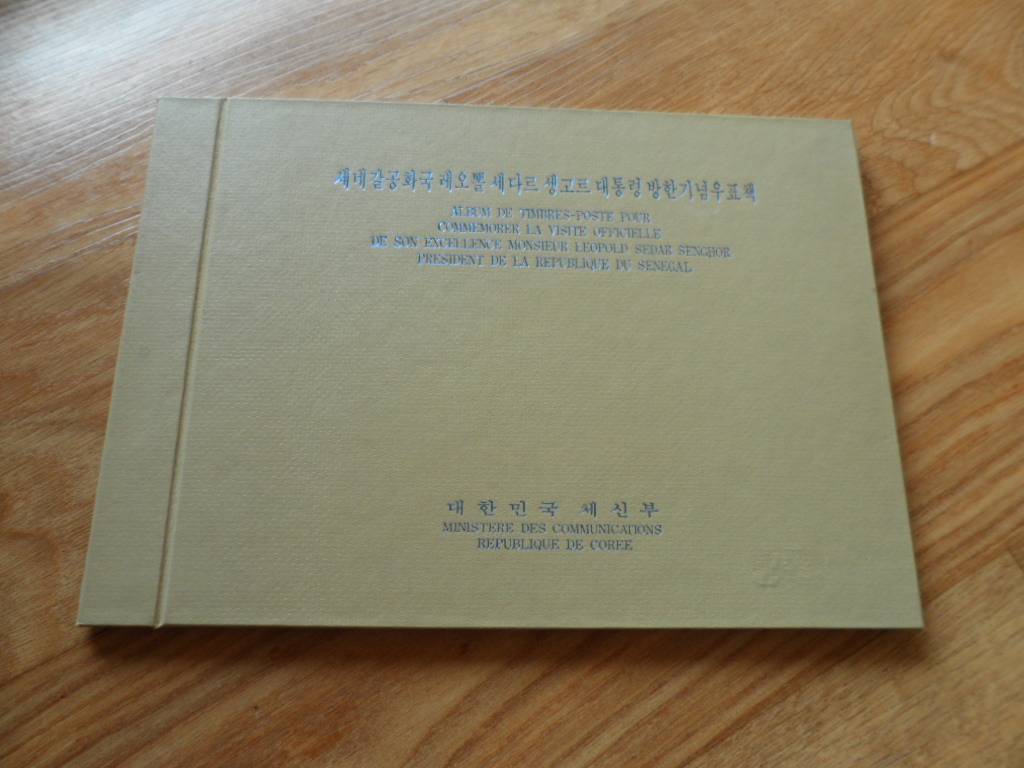 세네갈공화국 레오뽈 세다르 쌩고르 대통령 방한기념우표책
ALBUM DE TIMBRES-POSTE POUR
COMMEMORER LA VISITE OFFICIELLE
DE SON EXCELLENCE MONSIEUR LEOPOLD SEDAR SENGHOR
PRESIDENT DE LA REPUBLIQUE DU SENEGAL
대한민국 체신부
MINISTERE DES COMMUNICATIONS
REPUBLIQUE DE COREE